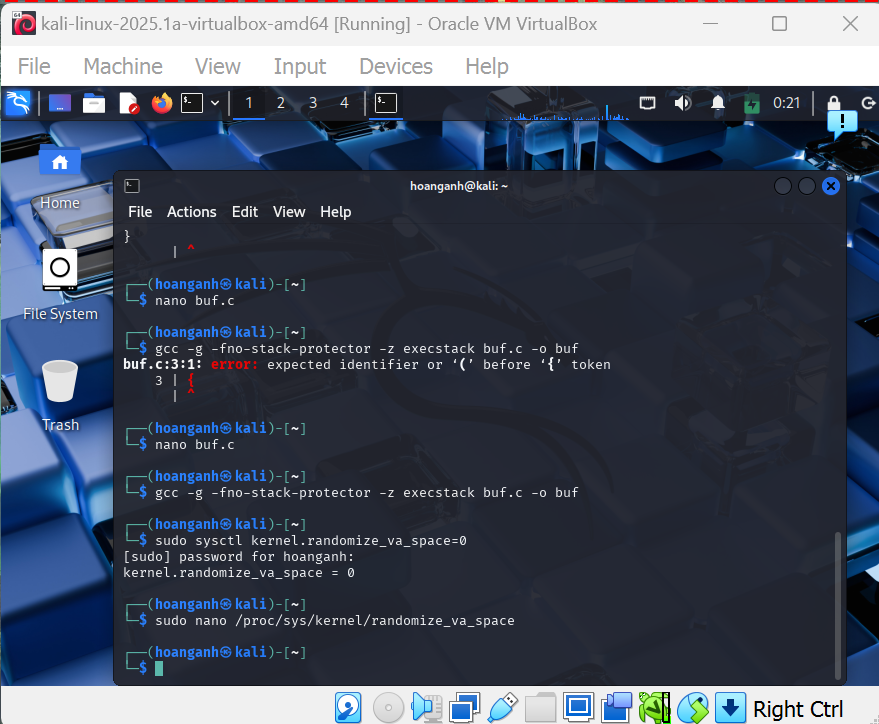 kali-linux-2025.1a-virtualbox-amd64 [Running] - Oracle VM VirtualBox
File Machine View Input Devices Help
1 2 3 4 0:21
Home
File System
Trash
hoanganh@kali: ~
File Actions Edit View Help
}
| ^
┌──(hoanganh㉿kali)-[~]
└─$ nano buf.c
┌──(hoanganh㉿kali)-[~]
└─$ gcc -g -fno-stack-protector -z execstack buf.c -o buf
buf.c:3:1: error: expected identifier or ‘(’ before ‘{’ token
3 | {
| ^
┌──(hoanganh㉿kali)-[~]
└─$ nano buf.c
┌──(hoanganh㉿kali)-[~]
└─$ gcc -g -fno-stack-protector -z execstack buf.c -o buf
┌──(hoanganh㉿kali)-[~]
└─$ sudo sysctl kernel.randomize_va_space=0
[sudo] password for hoanganh:
kernel.randomize_va_space = 0
┌──(hoanganh㉿kali)-[~]
└─$ sudo nano /proc/sys/kernel/randomize_va_space
┌──(hoanganh㉿kali)-[~]
└─$
Right Ctrl